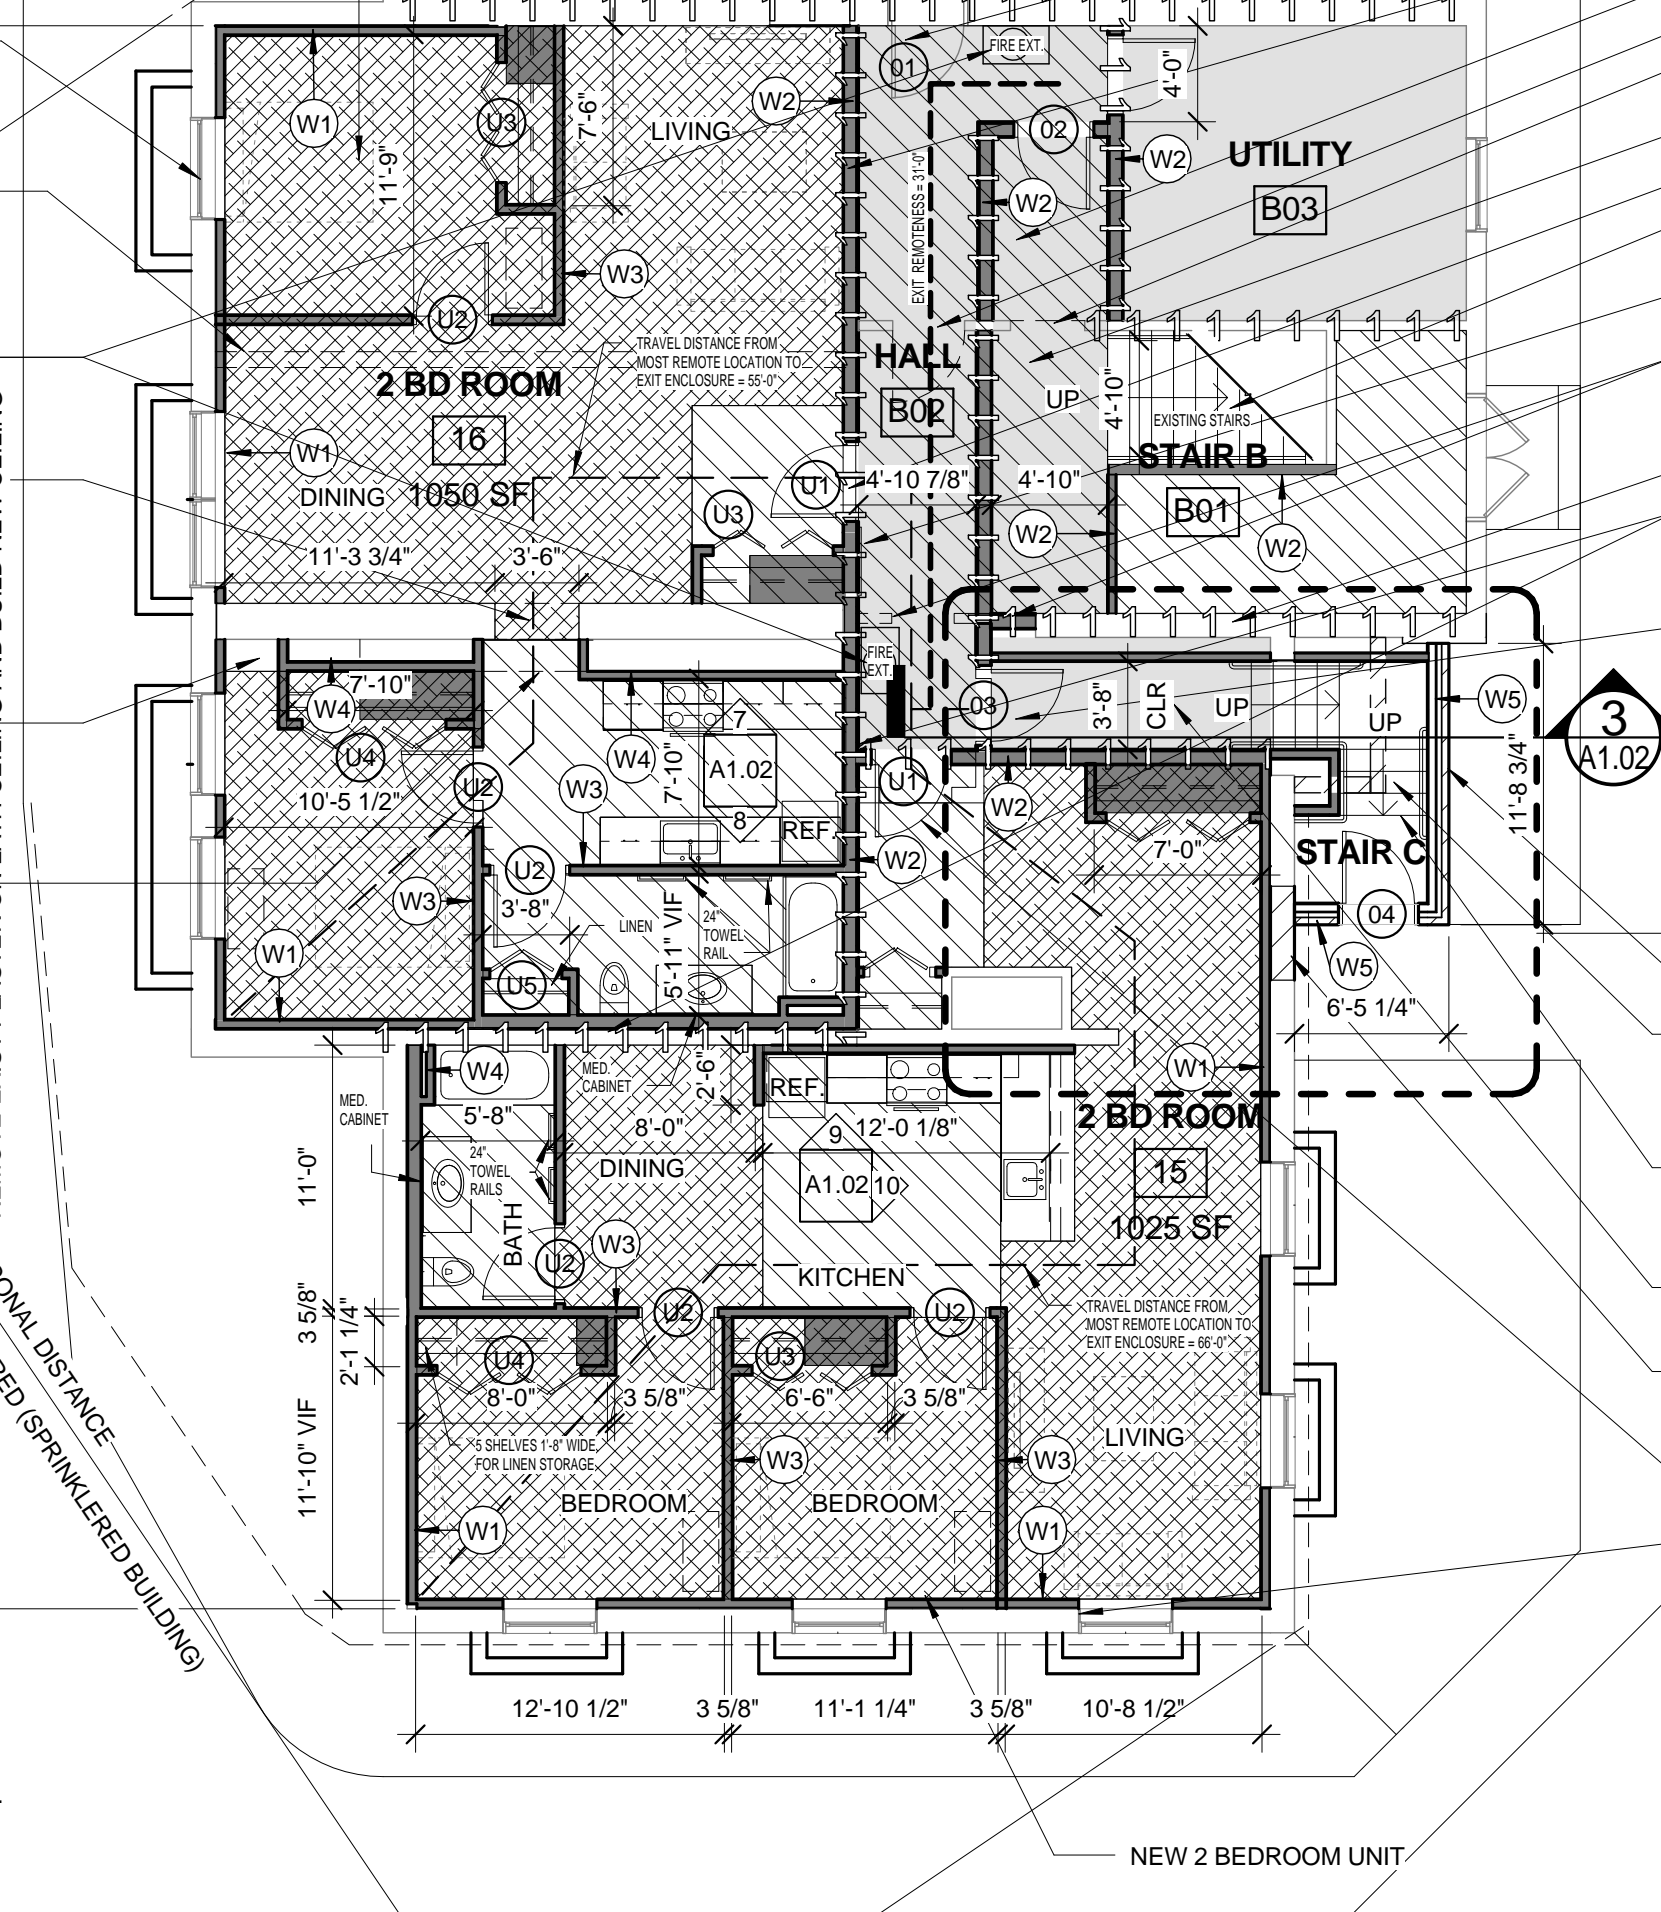 FIRE EXT.
01
W1
U3
7'-6"
W2
LIVING
02
4'-0"
11'-9"
W2
UTILITY
B03
EXIT REMOTENESS = 31'-0"
W2
W3
U2
TRAVEL DISTANCE FROM
MOST REMOTE LOCATION TO
EXIT ENCLOSURE = 55'-0"
2 BD ROOM
16
1050 SF
HALL
B02
UP
4'-10"
EXISTING STAIRS
STAIR B
B01
W1
DINING
U1
U3
4'-10 7/8"
4'-10"
W2
W2
11'-3 3/4"
3'-6"
FIRE
EXT.
7'-10"
W4
U4
10'-5 1/2"
U2
W4
7'-10"
7
A1.02
8
W3
REF.
03
3'-8"
CLR
UP
UP
W5
3
A1.02
11'-8 3/4"
U1
W2
W2
7'-0"
STAIR C
04
W5
6'-5 1/4"
U2
3'-8"
W3
W1
LINEN
5'-11" VIF
24"
TOWEL
RAIL
U5
W4
5'-8"
MED.
CABINET
MED.
CABINET
2'-6"
REF.
8'-0"
9
12'-0 1/8"
A1.02
10
W1
2 BD ROOM
15
1025 SF
24"
TOWEL
RAILS
DINING
11'-0"
BATH
U2
W3
KITCHEN
U2
U2
TRAVEL DISTANCE FROM
MOST REMOTE LOCATION TO
EXIT ENCLOSURE = 66'-0"
3 5/8"
2'-1 1/4"
U4
U3
8'-0"
3 5/8"
6'-6"
3 5/8"
11'-10" VIF
5 SHELVES 1'-8" WIDE
FOR LINEN STORAGE
W3
W3
LIVING
BEDROOM
BEDROOM
W1
W1
ONAL DISTANCE
RED (SPRINKLERED BUILDING)
12'-10 1/2"
3 5/8"
11'-1 1/4"
3 5/8"
10'-8 1/2"
NEW 2 BEDROOM UNIT